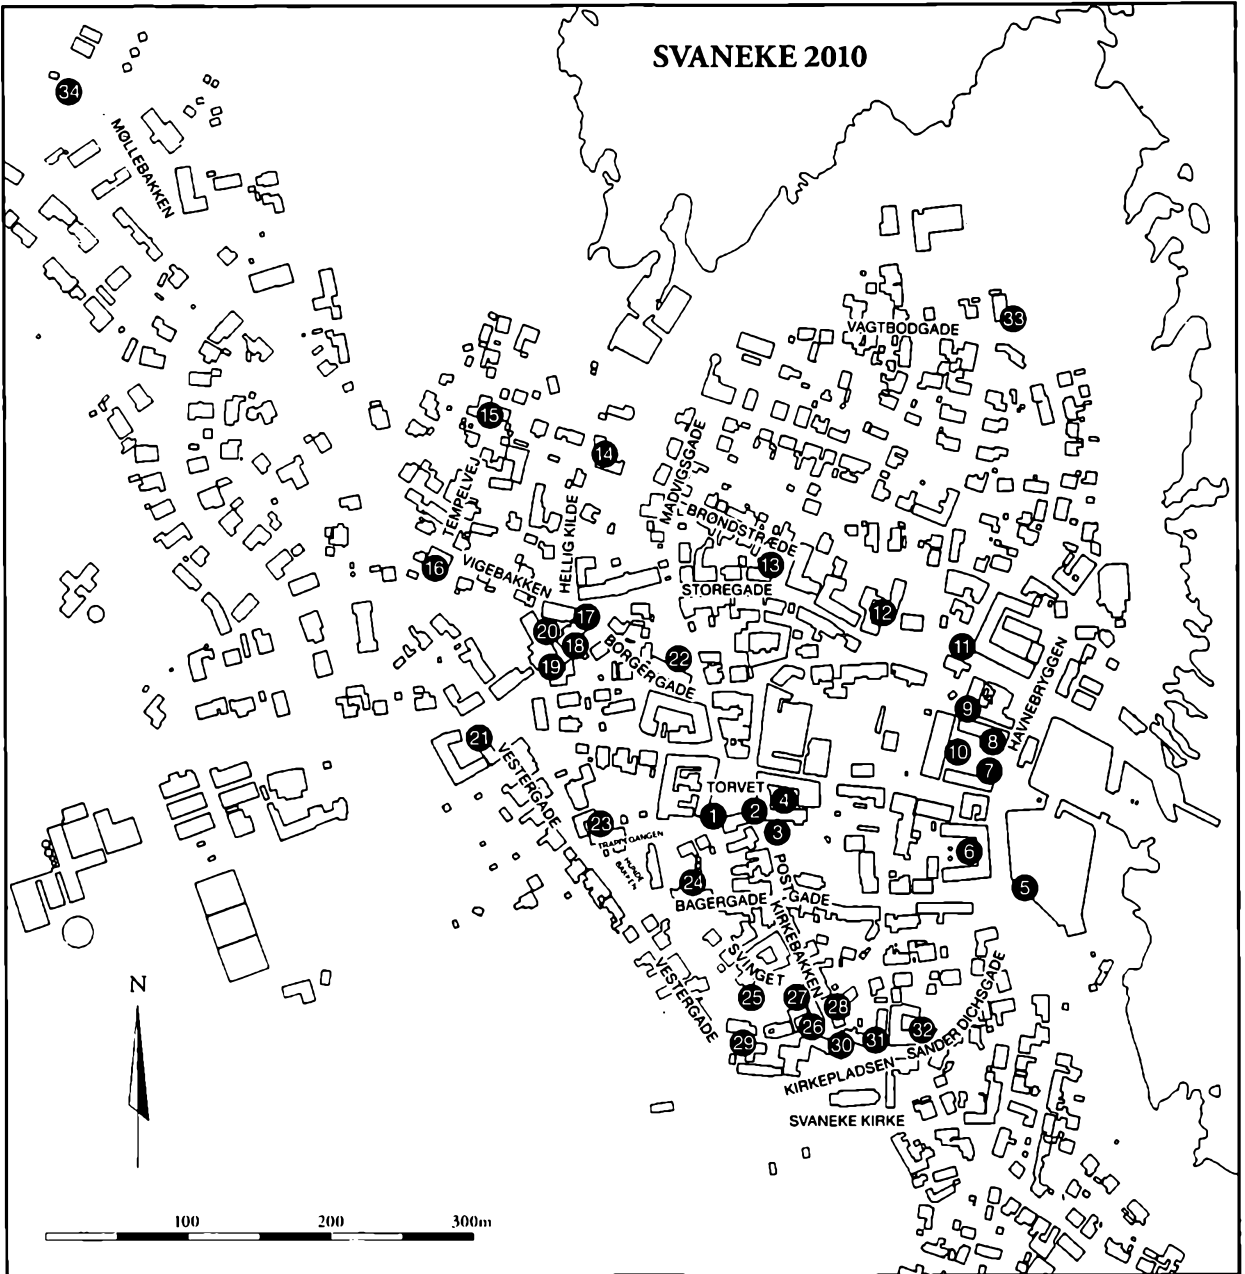 SVANEKE 2010
34
MØLLEBAKKEN
33
VAGTBODGADE
15
14
MADVIGSGADE
TEMPELVEJ
HELLIG KILDE
BRØNDSTRÆDE
16
VIGEBAKKEN
13
STOREGADE
12
17
20
18
19
BORGERGADE
22
11
HAVNEBRYGGEN
9
8
10
7
21
VESTERGADE
TORVET
4
2
1
3
23
TRAPPEGANGEN
HUNDE
BAKKEN
6
5
24
BAGERGADE
POST
GADE
KIRKEBAKKEN
SVINGET
VESTERGADE
25
27
28
26
29
30
31
32
SANDER DICHSGADE
KIRKEPLADSEN
SVANEKE KIRKE
N
100 200 300m